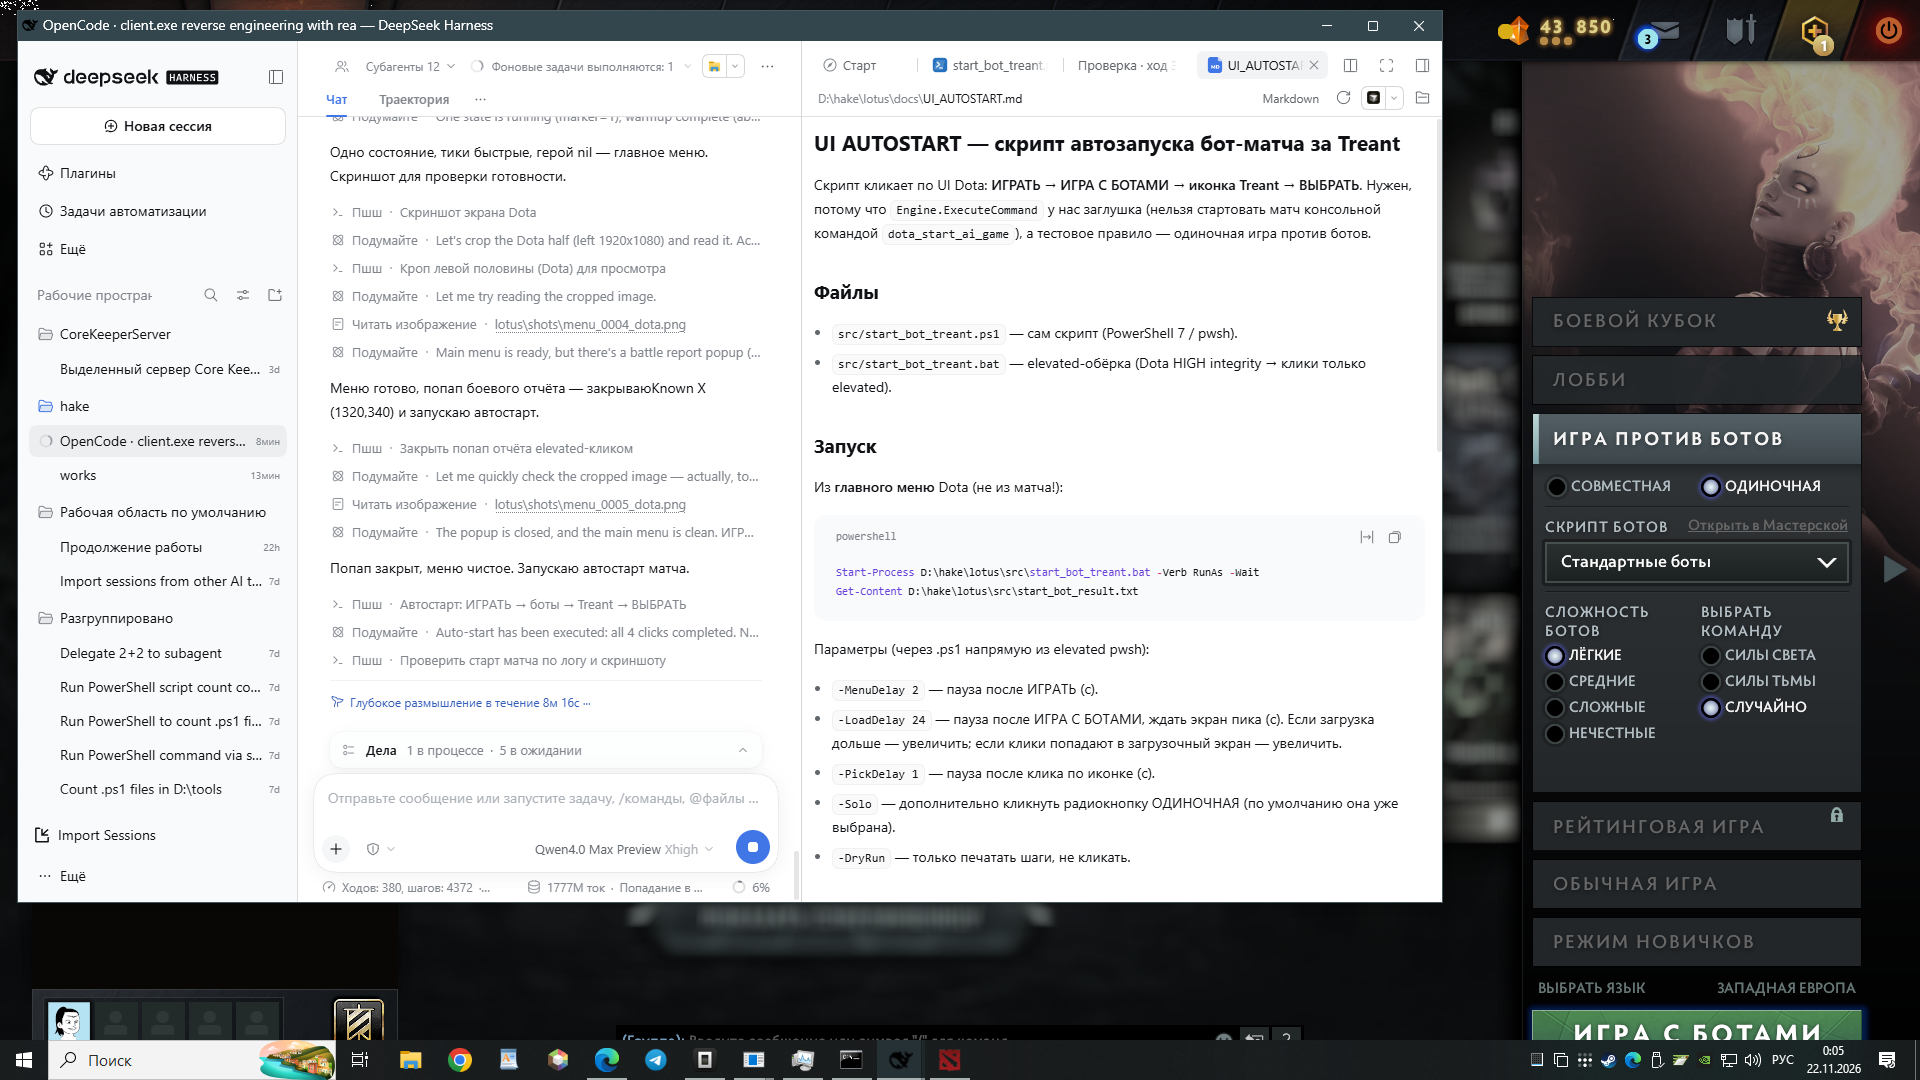 OpenCode · client.exe reverse engineering with rea — DeepSeek Harness
deepseek HARNESS
Новая сессия
Плагины
Задачи автоматизации
Ещё
Рабочие простран
CoreKeeperServer
Выделенный сервер Core Kee... 3d
hake
OpenCode · client.exe revers... 8мин
works 13мин
Рабочая область по умолчанию
Продолжение работы 22h
Import sessions from other AI t... 7d
Разгруппировано
Delegate 2+2 to subagent 7d
Run PowerShell script count co... 7d
Run PowerShell to count .ps1 fi... 7d
Run PowerShell command via s... 7d
Count .ps1 files in D:\tools 7d
Import Sessions
Ещё
Субагенты 12
Фоновые задачи выполняются: 1
Чат
Траектория
Подумайте · One state is running (marker=1), warmup complete (ab...
Одно состояние, тики быстрые, герой nil — главное меню.
Скриншот для проверки готовности.
Пшш · Скриншот экрана Dota
Подумайте · Let's crop the Dota half (left 1920x1080) and read it. Ac...
Пшш · Кроп левой половины (Dota) для просмотра
Подумайте · Let me try reading the cropped image.
Читать изображение · lotus\shots\menu_0004_dota.png
Подумайте · Main menu is ready, but there's a battle report popup (...
Меню готово, попап боевого отчёта — закрываюKnown X
(1320,340) и запускаю автостарт.
Пшш · Закрыть попап отчёта elevated-кликом
Подумайте · Let me quickly check the cropped image — actually, to...
Читать изображение · lotus\shots\menu_0005_dota.png
Подумайте · The popup is closed, and the main menu is clean. ИГР...
Попап закрыт, меню чистое. Запускаю автостарт матча.
Пшш · Автостарт: ИГРАТЬ → боты → Treant → ВЫБРАТЬ
Подумайте · Auto-start has been executed: all 4 clicks completed. N...
Пшш · Проверить старт матча по логу и скриншоту
Глубокое размышление в течение 8м 16с ···
Дела 1 в процессе · 5 в ожидании
Отправьте сообщение или запустите задачу, /команды, @файлы ...
Qwen4.0 Max Preview Xhigh
Ходов: 380, шагов: 4372 ·...
1777M ток · Попадание в ...
6%
Старт
start_bot_treant.
Проверка · ход 3
UI_AUTOSTA
D:\hake\lotus\docs\UI_AUTOSTART.md
Markdown
UI AUTOSTART — скрипт автозапуска бот-матча за Treant
Скрипт кликает по UI Dota: ИГРАТЬ → ИГРА С БОТАМИ → иконка Treant → ВЫБРАТЬ. Нужен,
потому что Engine.ExecuteCommand у нас заглушка (нельзя стартовать матч консольной
командой dota_start_ai_game ), а тестовое правило — одиночная игра против ботов.
Файлы
src/start_bot_treant.ps1 — сам скрипт (PowerShell 7 / pwsh).
src/start_bot_treant.bat — elevated-обёрка (Dota HIGH integrity → клики только
elevated).
Запуск
Из главного меню Dota (не из матча!):
powershell
Start-Process D:\hake\lotus\src\start_bot_treant.bat -Verb RunAs -Wait
Get-Content D:\hake\lotus\src\start_bot_result.txt
Параметры (через .ps1 напрямую из elevated pwsh):
-MenuDelay 2 — пауза после ИГРАТЬ (с).
-LoadDelay 24 — пауза после ИГРА С БОТАМИ, ждать экран пика (с). Если загрузка
дольше — увеличить; если клики попадают в загрузочный экран — увеличить.
-PickDelay 1 — пауза после клика по иконке (с).
-Solo — дополнительно кликнуть радиокнопку ОДИНОЧНАЯ (по умолчанию она уже
выбрана).
-DryRun — только печатать шаги, не кликать.
43 850
3
1
БОЕВОЙ КУБОК
ЛОББИ
ИГРА ПРОТИВ БОТОВ
СОВМЕСТНАЯ
ОДИНОЧНАЯ
СКРИПТ БОТОВ
Открыть в Мастерской
Стандартные боты
СЛОЖНОСТЬ
БОТОВ
ЛЁГКИЕ
СРЕДНИЕ
СЛОЖНЫЕ
НЕЧЕСТНЫЕ
ВЫБРАТЬ
КОМАНДУ
СИЛЫ СВЕТА
СИЛЫ ТЬМЫ
СЛУЧАЙНО
РЕЙТИНГОВАЯ ИГРА
ОБЫЧНАЯ ИГРА
РЕЖИМ НОВИЧКОВ
ВЫБРАТЬ ЯЗЫК
ЗАПАДНАЯ ЕВРОПА
ИГРА С БОТАМИ
Поиск
РУС
0:05
22.11.2026